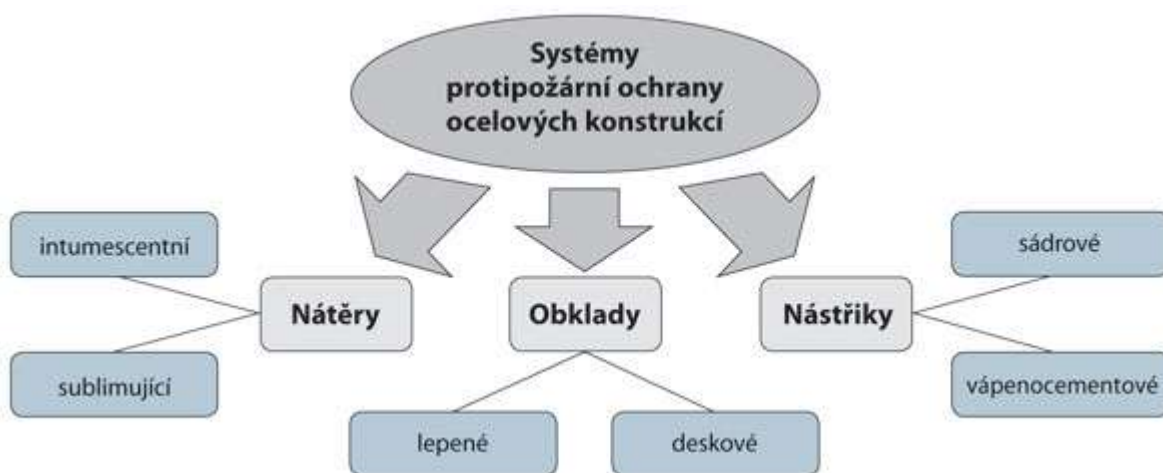 Systémy
protipožární ochrany
ocelových konstrukcí
intumescentní
sádrové
Nátěry
Obklady
Nástřiky
sublimující
vápenocementové
lepené
deskové